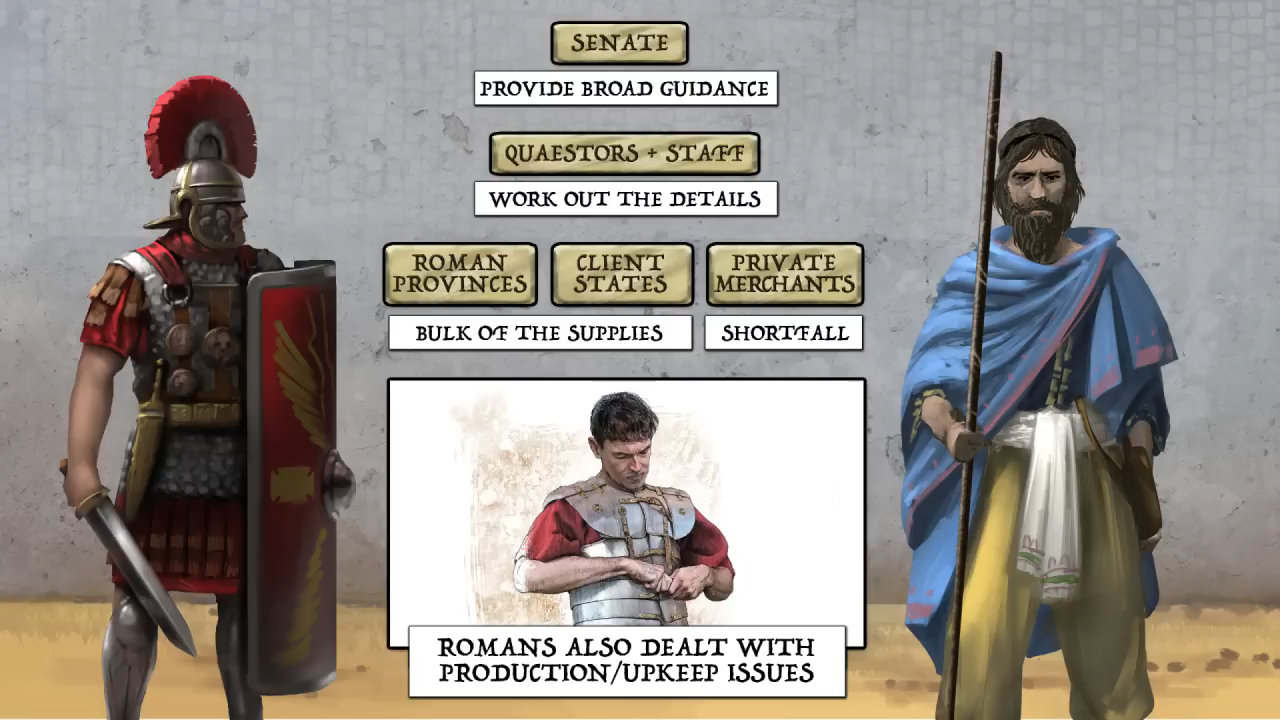 SENATE
PROVIDE BROAD GUIDANCE
QUAESTORS + STAFF
WORK OUT THE DETAILS
ROMAN
PROVINCES
CLIENT
STATES
PRIVATE
MERCHANTS
BULK OF THE SUPPLIES
SHORTFALL
ROMANS ALSO DEALT WITH
PRODUCTION/UPKEEP ISSUES